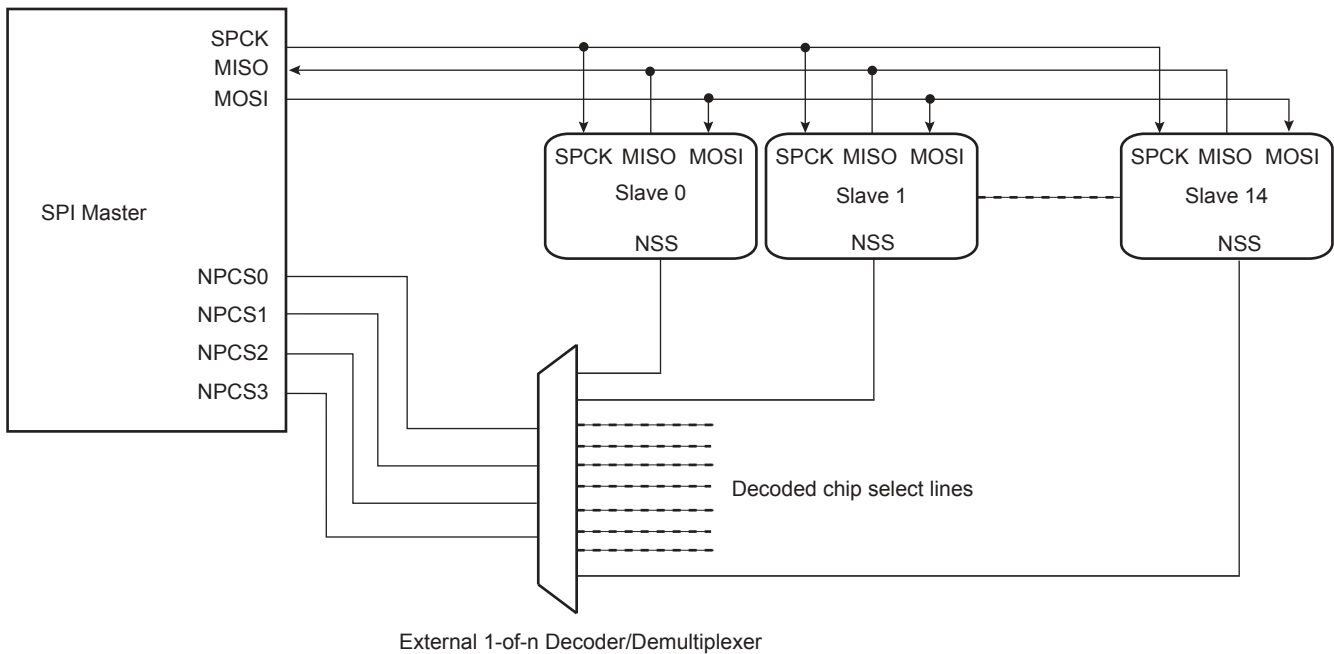 SPCK
MISO
MOSI
SPI Master
NPCS0
NPCS1
NPCS2
NPCS3
SPCK MISO MOSI
Slave 0
NSS
SPCK MISO MOSI
Slave 1
NSS
SPCK MISO MOSI
Slave 14
NSS
Decoded chip select lines
External 1-of-n Decoder/Demultiplexer